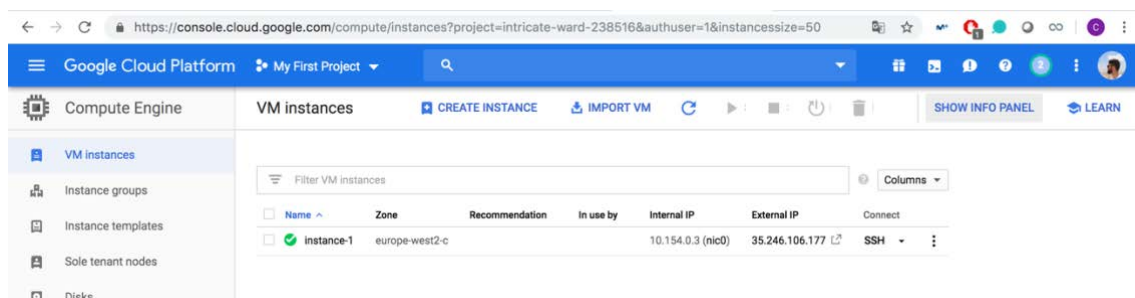 https://console.cloud.google.com/compute/instances?project=intricate-ward-238516&authuser=1&instancessize=50
1
C
Google Cloud Platform My First Project 2
Compute Engine VM instances CREATE INSTANCE IMPORT VM SHOW INFO PANEL LEARN
VM instances
Filter VM instances Columns
Instance groups
Name Zone Recommendation In use by Internal IP External IP Connect
Instance templates
instance-1 europe-west2-c 10.154.0.3 (nic0) 35.246.106.177 SSH
Sole tenant nodes
Disks